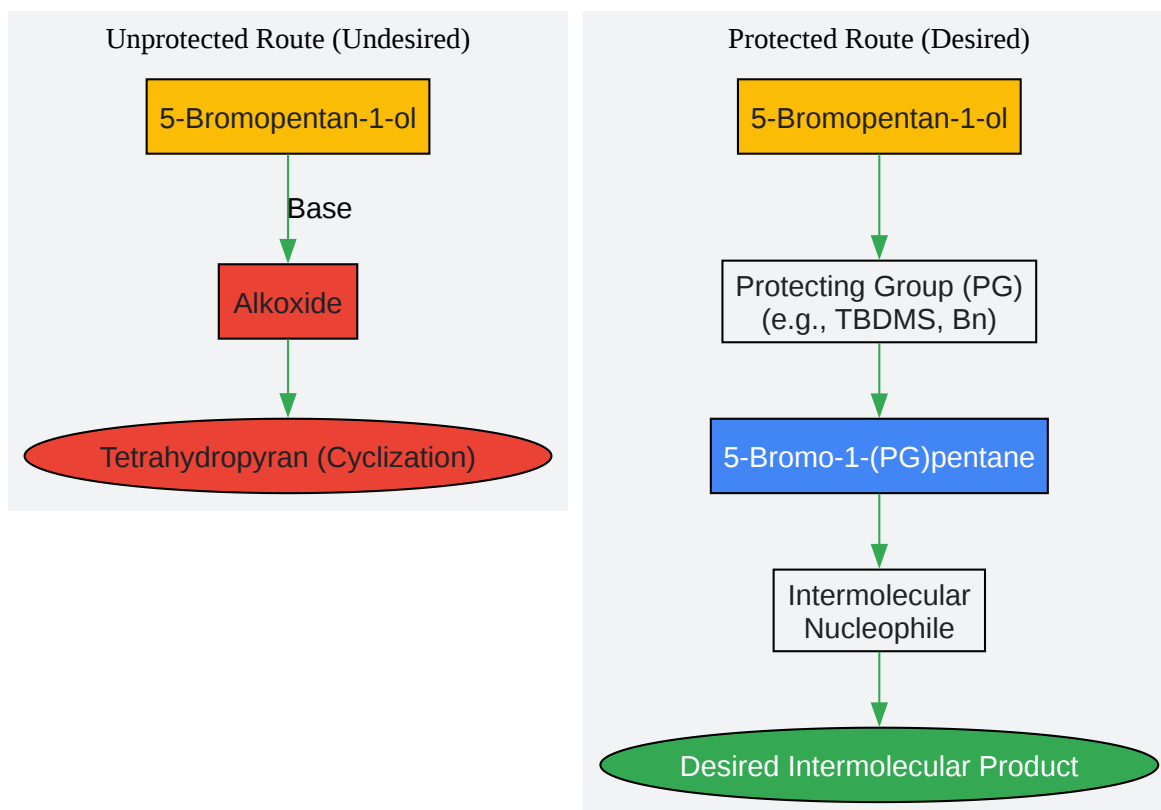 Unprotected Route (Undesired)
5-Bromopentan-1-ol
Base
Alkoxide
Tetrahydropyran (Cyclization)
Protected Route (Desired)
5-Bromopentan-1-ol
Protecting Group (PG)
(e.g., TBDMS, Bn)
5-Bromo-1-(PG)pentane
Intermolecular
Nucleophile
Desired Intermolecular Product